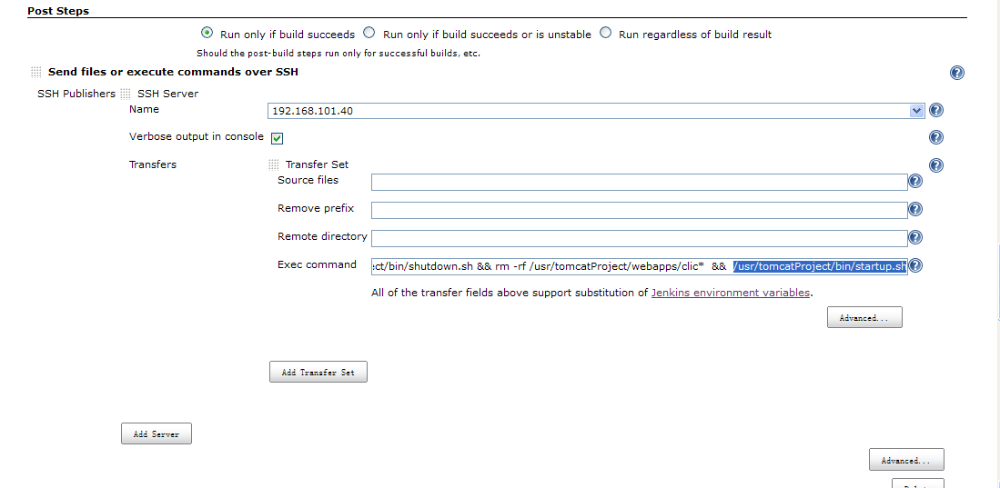 Post Steps
Run only if build succeeds Run only if build succeeds or is unstable Run regardless of build result
Should the post-build steps run only for successful builds, etc.
Send files or execute commands over SSH
SSH Publishers SSH Server
Name 192.168.101.40
Verbose output in console
Transfers Transfer Set
Source files
Remove prefix
Remote directory
Exec command ct/bin/shutdown.sh && rm -rf /usr/tomcatProject/webapps/clic* && /usr/tomcatProject/bin/startup.sh
All of the transfer fields above support substitution of Jenkins environment variables.
Advanced...
Add Transfer Set
Add Server
Advanced...